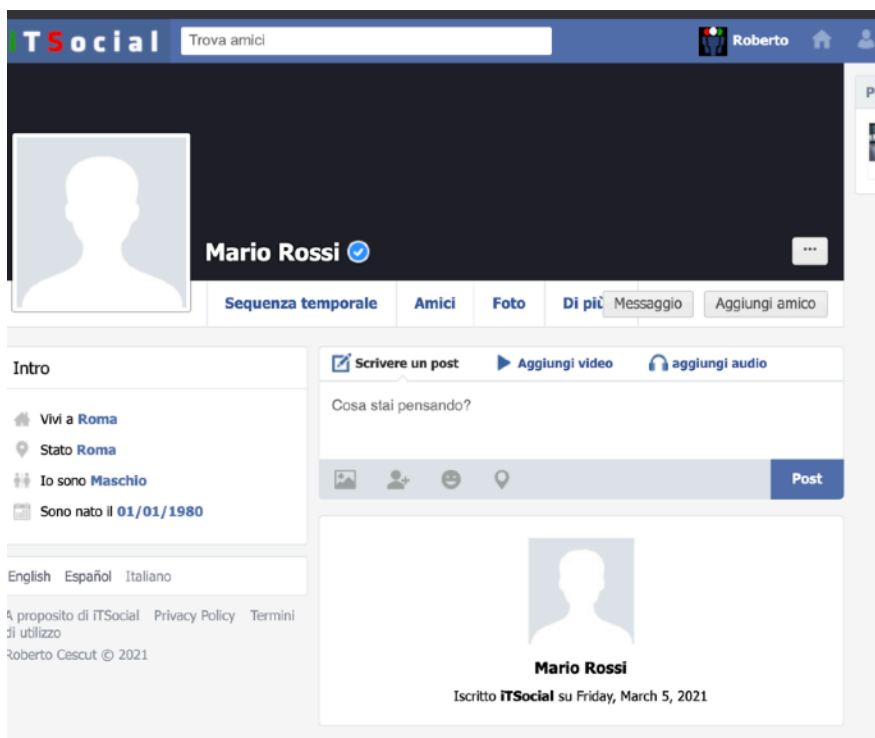 iTSocial
Trova amici
Roberto
P
Mario Rossi
...
Sequenza temporale
Amici
Foto
Di più
Messaggio
Aggiungi amico
Intro
Vivi a Roma
Stato Roma
Io sono Maschio
Sono nato il 01/01/1980
English Español Italiano
A proposito di iTSocial Privacy Policy Termini
di utilizzo
Roberto Cescut © 2021
Scrivere un post
Aggiungi video
aggiungi audio
Cosa stai pensando?
Post
Mario Rossi
Iscritto iTSocial su Friday, March 5, 2021